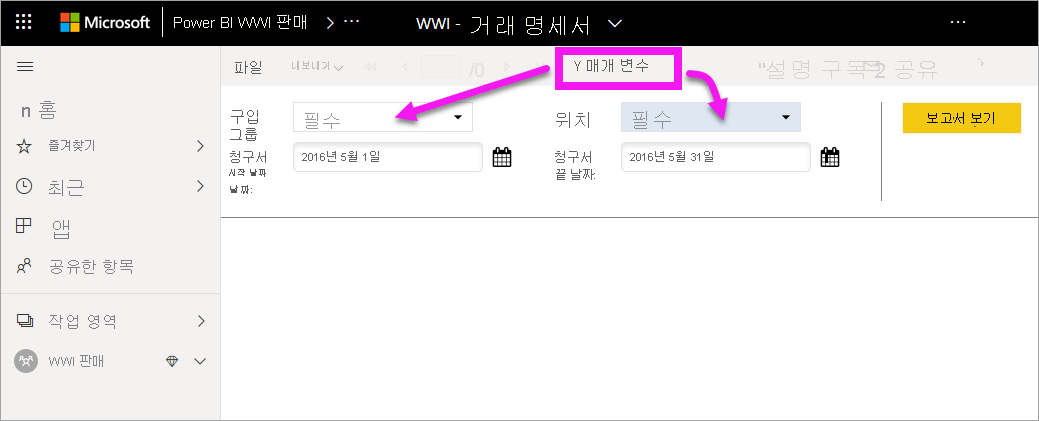 Microsoft Power BI WWI 판매 > ··· WWI - 거래 명세서 ···
파일 내보내기 /0 Y 매개 변수 "설명 구독 2 공유
n 홈
즐겨찾기
최근
앱
공유한 항목
작업 영역
WWI 판매
구입
그룹
필수
위치
필수
보고서 보기
청구서
시작 날짜
날짜:
2016년 5월 1일
청구서
끝 날짜:
2016년 5월 31일